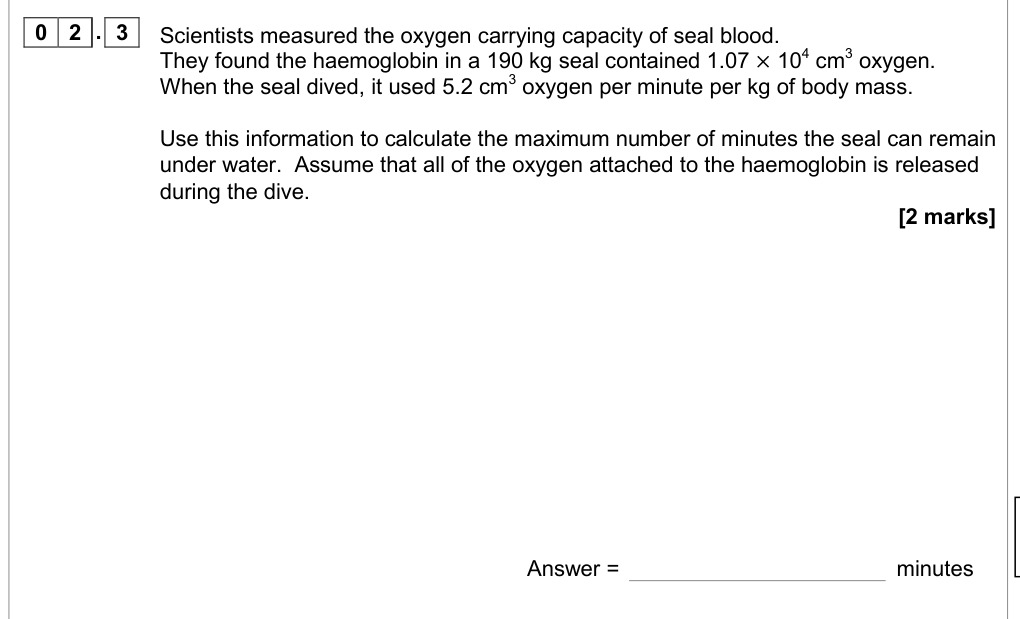 0 2 . 3 Scientists measured the oxygen carrying capacity of seal blood.
They found the haemoglobin in a 190 kg seal contained 1.07 × 10⁴ cm³ oxygen.
When the seal dived, it used 5.2 cm³ oxygen per minute per kg of body mass.
Use this information to calculate the maximum number of minutes the seal can remain
under water. Assume that all of the oxygen attached to the haemoglobin is released
during the dive.
[2 marks]
Answer = minutes